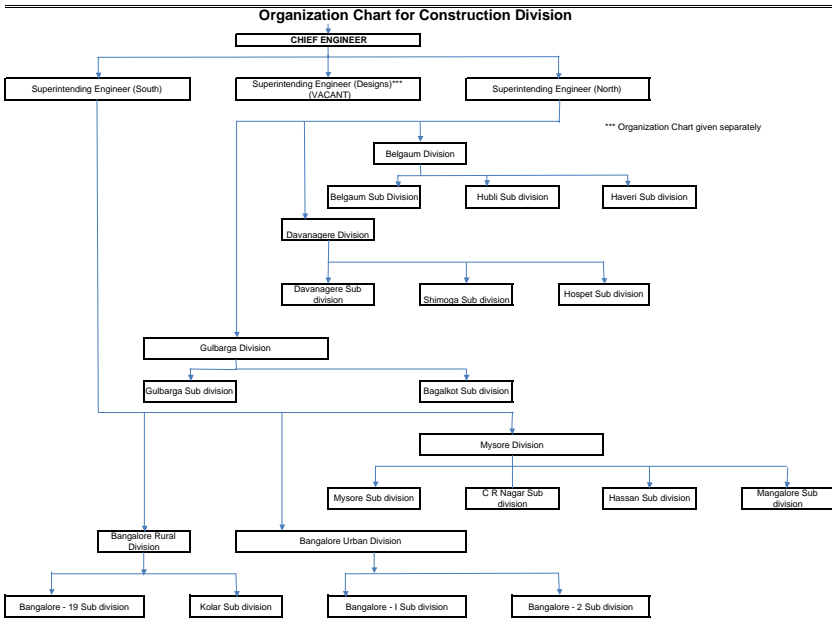 Organization Chart for Construction Division
CHIEF ENGINEER
Superintending Engineer (South)
Superintending Engineer (Designs)***
(VACANT)
Superintending Engineer (North)
*** Organization Chart given separately
Belgaum Division
Belgaum Sub Division
Hubli Sub division
Haveri Sub division
Davanagere Division
Davanagere Sub
division
Shimoga Sub division
Hospet Sub division
Gulbarga Division
Gulbarga Sub division
Bagalkot Sub division
Mysore Division
Mysore Sub division
C R Nagar Sub
division
Hassan Sub division
Mangalore Sub
division
Bangalore Rural
Division
Bangalore Urban Division
Bangalore - 19 Sub division
Kolar Sub division
Bangalore - I Sub division
Bangalore - 2 Sub division